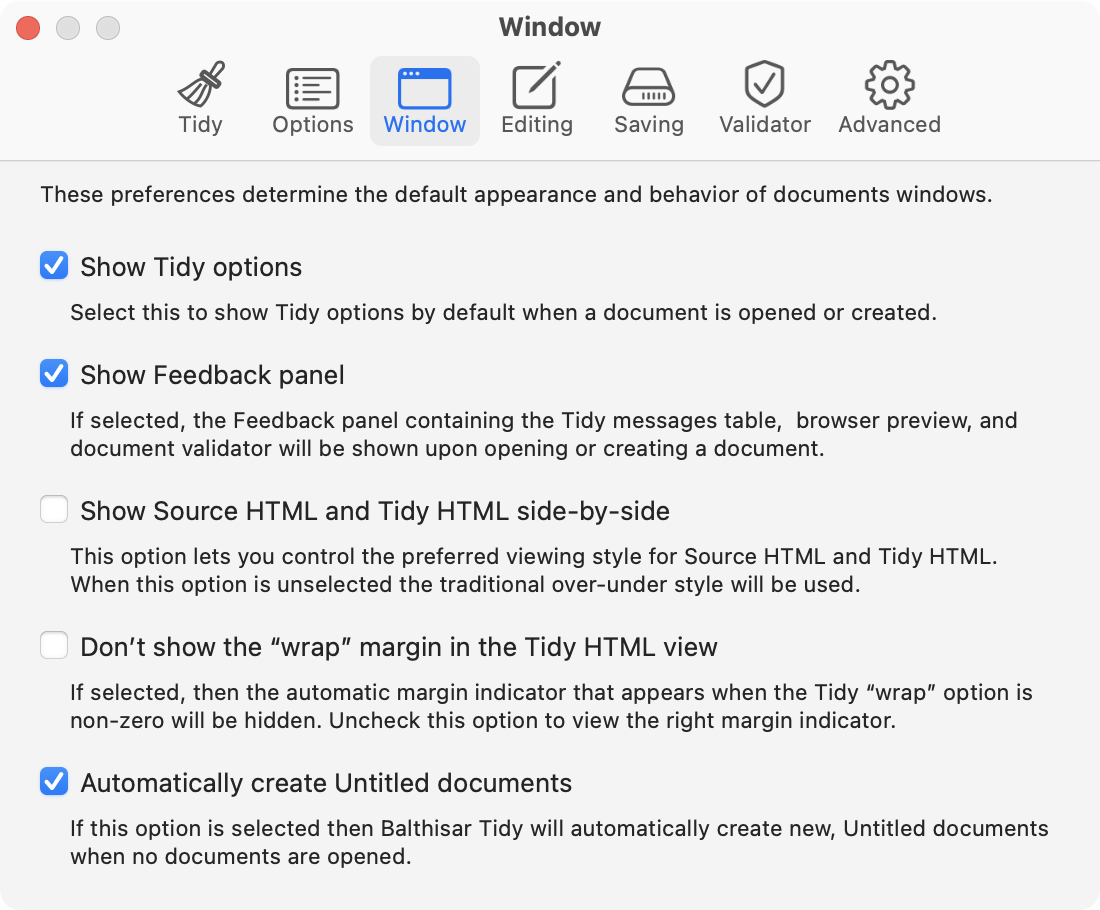 Window
Tidy
Options
Window
Editing
Saving
Validator
Advanced
These preferences determine the default appearance and behavior of documents windows.
Show Tidy options
Select this to show Tidy options by default when a document is opened or created.
Show Feedback panel
If selected, the Feedback panel containing the Tidy messages table,  browser preview, and
document validator will be shown upon opening or creating a document.
Show Source HTML and Tidy HTML side-by-side
This option lets you control the preferred viewing style for Source HTML and Tidy HTML.
When this option is unselected the traditional over-under style will be used.
Don’t show the “wrap” margin in the Tidy HTML view
If selected, then the automatic margin indicator that appears when the Tidy “wrap” option is
non-zero will be hidden. Uncheck this option to view the right margin indicator.
Automatically create Untitled documents
If this option is selected then Balthisar Tidy will automatically create new, Untitled documents
when no documents are opened.